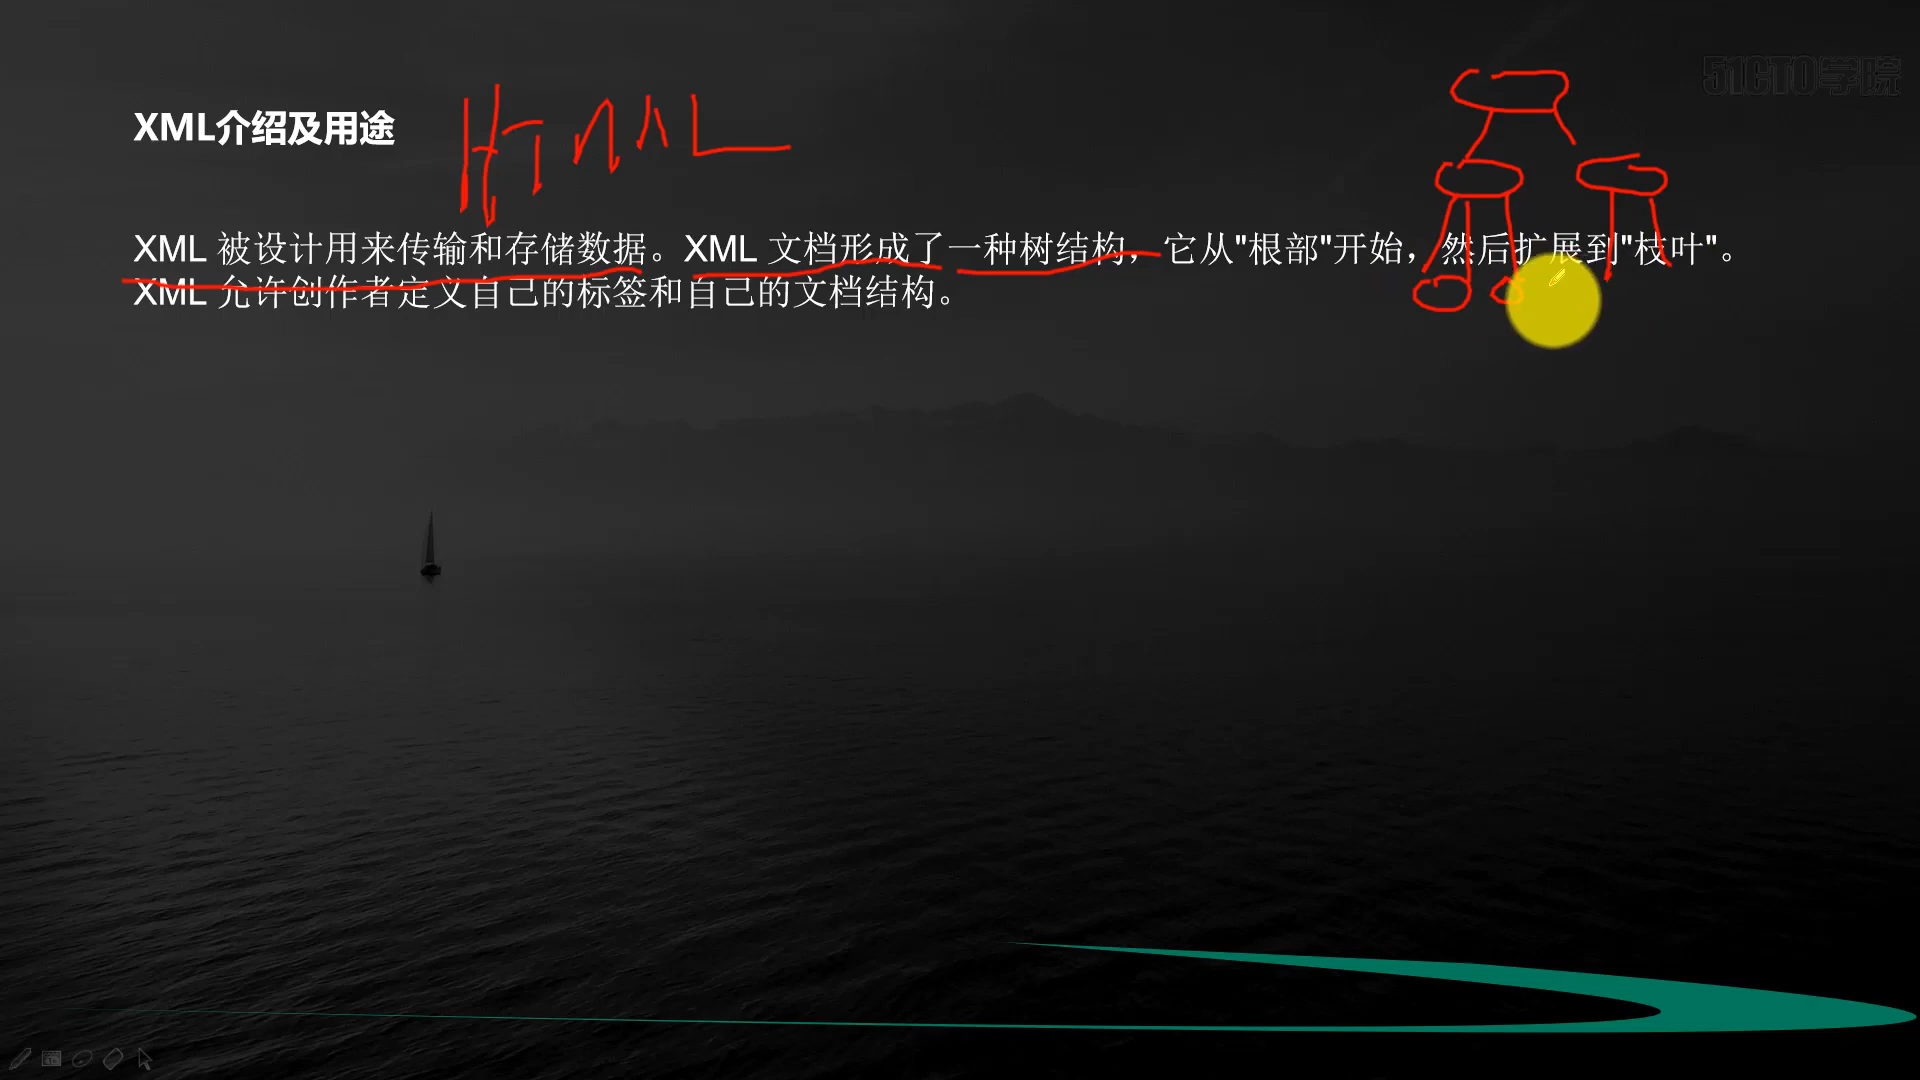 51CTO学院
XML介绍及用途
HTML
XML 被设计用来传输和存储数据。XML 文档形成了一种树结构，它从"根部"开始，然后扩展到"枝叶"。
XML 允许创作者定义自己的标签和自己的文档结构。